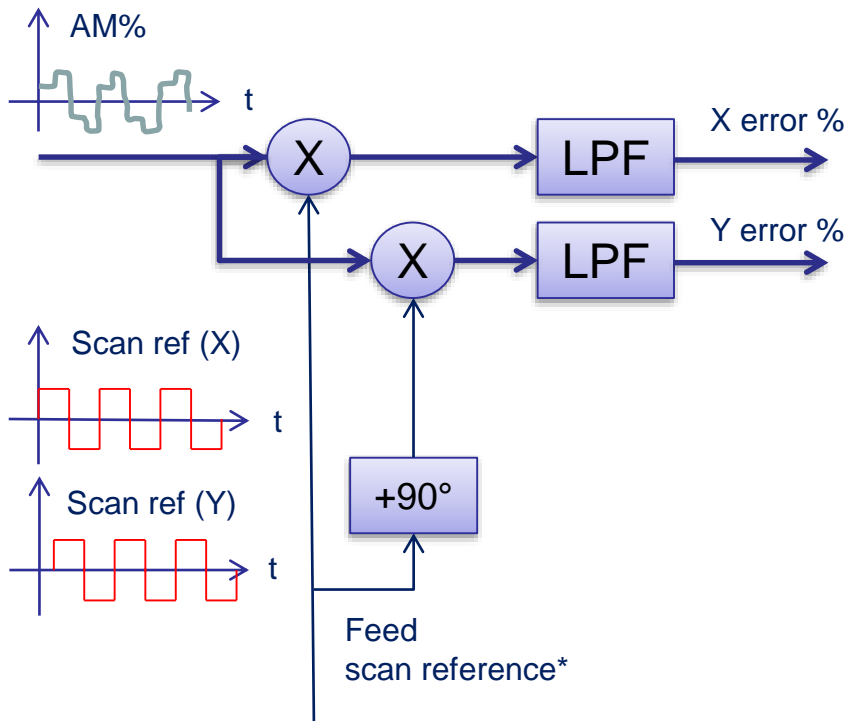 AM%
t
X
LPF
X error %
X
LPF
Y error %
Scan ref (X)
t
Scan ref (Y)
t
+90°
Feed
scan reference*